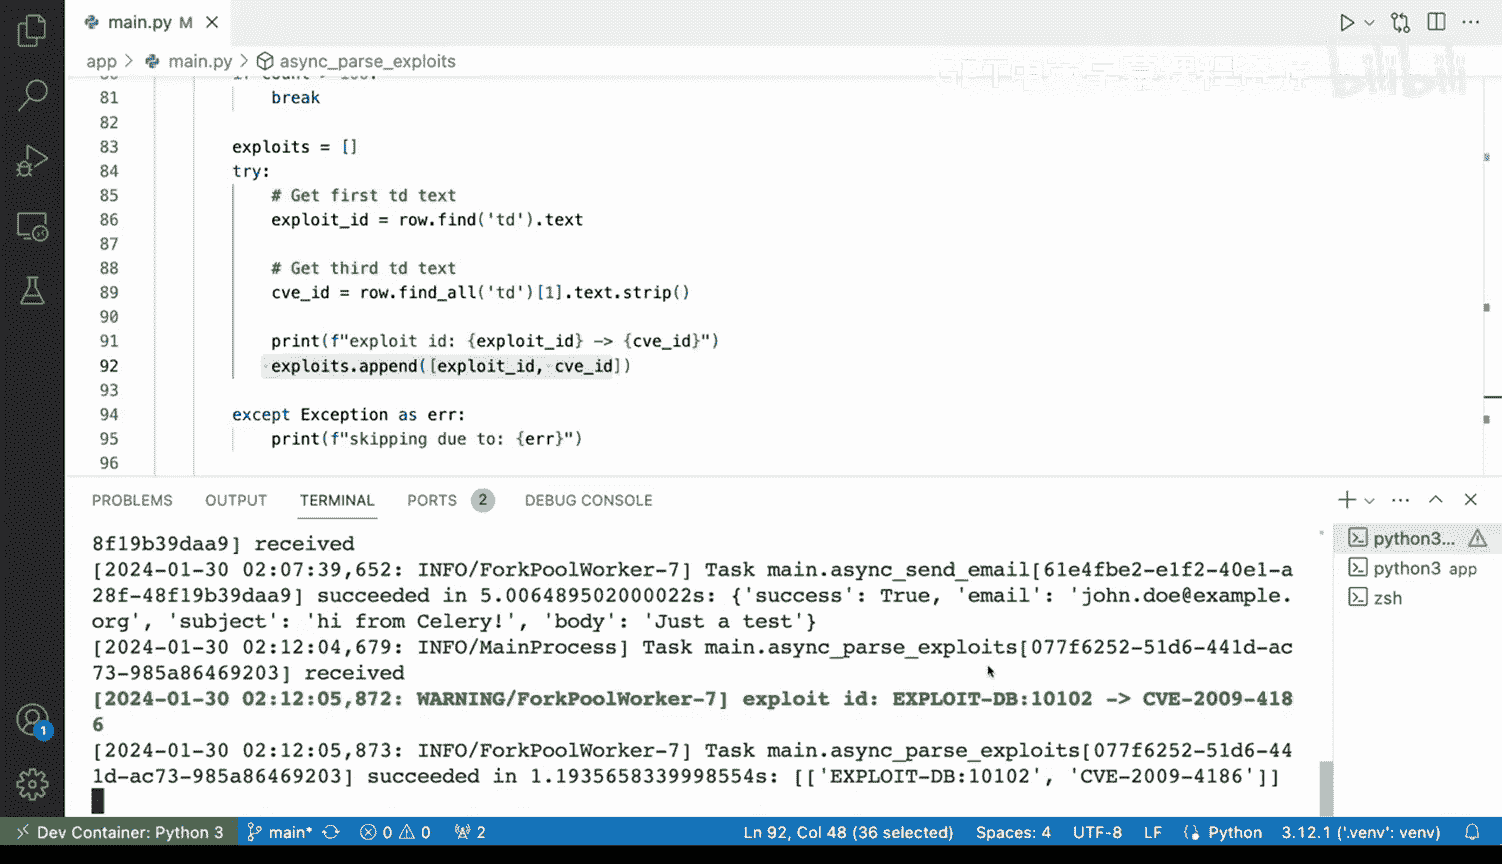 main.py M
app > main.py > async_parse_exploits
81 break
82
83 exploits = []
84 try:
85 # Get first td text
86 exploit_id = row.find('td').text
87
88 # Get third td text
89 cve_id = row.find_all('td')[1].text.strip()
90
91 print(f"exploit id: {exploit_id} -> {cve_id}")
92 exploits.append([exploit_id, cve_id])
93
94 except Exception as err:
95 print(f"skipping due to: {err}")
96
PROBLEMS OUTPUT TERMINAL PORTS 2 DEBUG CONSOLE
8f19b39daa9] received
[2024-01-30 02:07:39,652: INFO/ForkPoolWorker-7] Task main.async_send_email[61e4fbe2-e1f2-40e1-a
28f-48f19b39daa9] succeeded in 5.006489502000022s: {'success': True, 'email': 'john.doe@example.
org', 'subject': 'hi from Celery!', 'body': 'Just a test'}
[2024-01-30 02:12:04,679: INFO/MainProcess] Task main.async_parse_exploits[077f6252-51d6-441d-ac
73-985a86469203] received
[2024-01-30 02:12:05,872: WARNING/ForkPoolWorker-7] exploit id: EXPLOIT-DB:10102 -> CVE-2009-418
6
[2024-01-30 02:12:05,873: INFO/ForkPoolWorker-7] Task main.async_parse_exploits[077f6252-51d6-44
1d-ac73-985a86469203] succeeded in 1.1935658339998554s: [['EXPLOIT-DB:10102', 'CVE-2009-4186']]
python3...
python3 app
zsh
1
Dev Container: Python 3 main* 0 0 2 Ln 92, Col 48 (36 selected) Spaces: 4 UTF-8 LF Python 3.12.1 ('.venv': venv)